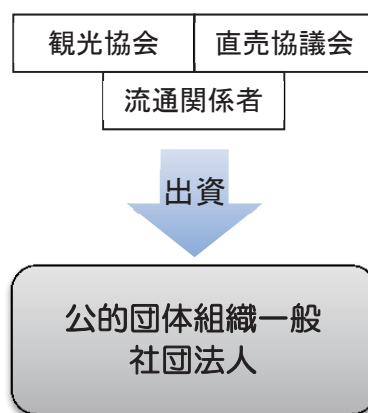 観光協会 直売協議会
流通関係者
出資
公的団体組織一般
社団法人